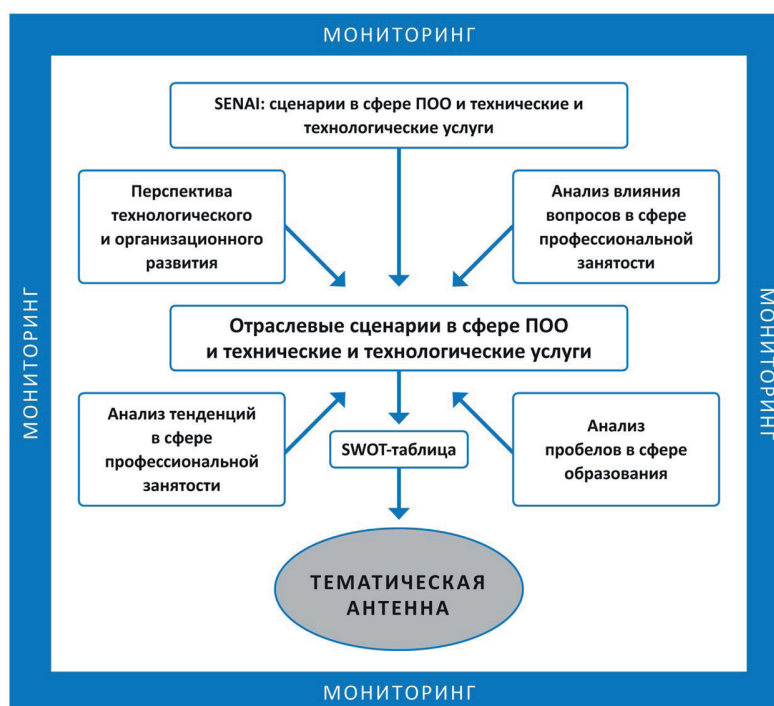 МОНИТОРИНГ
SENAI: сценарии в сфере ПОО и технические и
технологические услуги
Перспектива
технологического
и организационного
развития
Анализ влияния
вопросов в сфере
профессиональной
занятости
МОНИТОРИНГ
МОНИТОРИНГ
Отраслевые сценарии в сфере ПОО
и технические и технологические услуги
Анализ тенденций
в сфере
профессиональной
занятости
SWOT-таблица
Анализ
пробелов в сфере
образования
ТЕМАТИЧЕСКАЯ
АНТЕННА
МОНИТОРИНГ